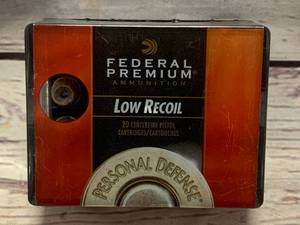 FEDERAL
PREMIUM
AMMUNITION
LOW RECOIL
20 CENTERFIRE PISTOL
CARTRIDGES/CARTOUCHES
PERSONAL DEFENSE